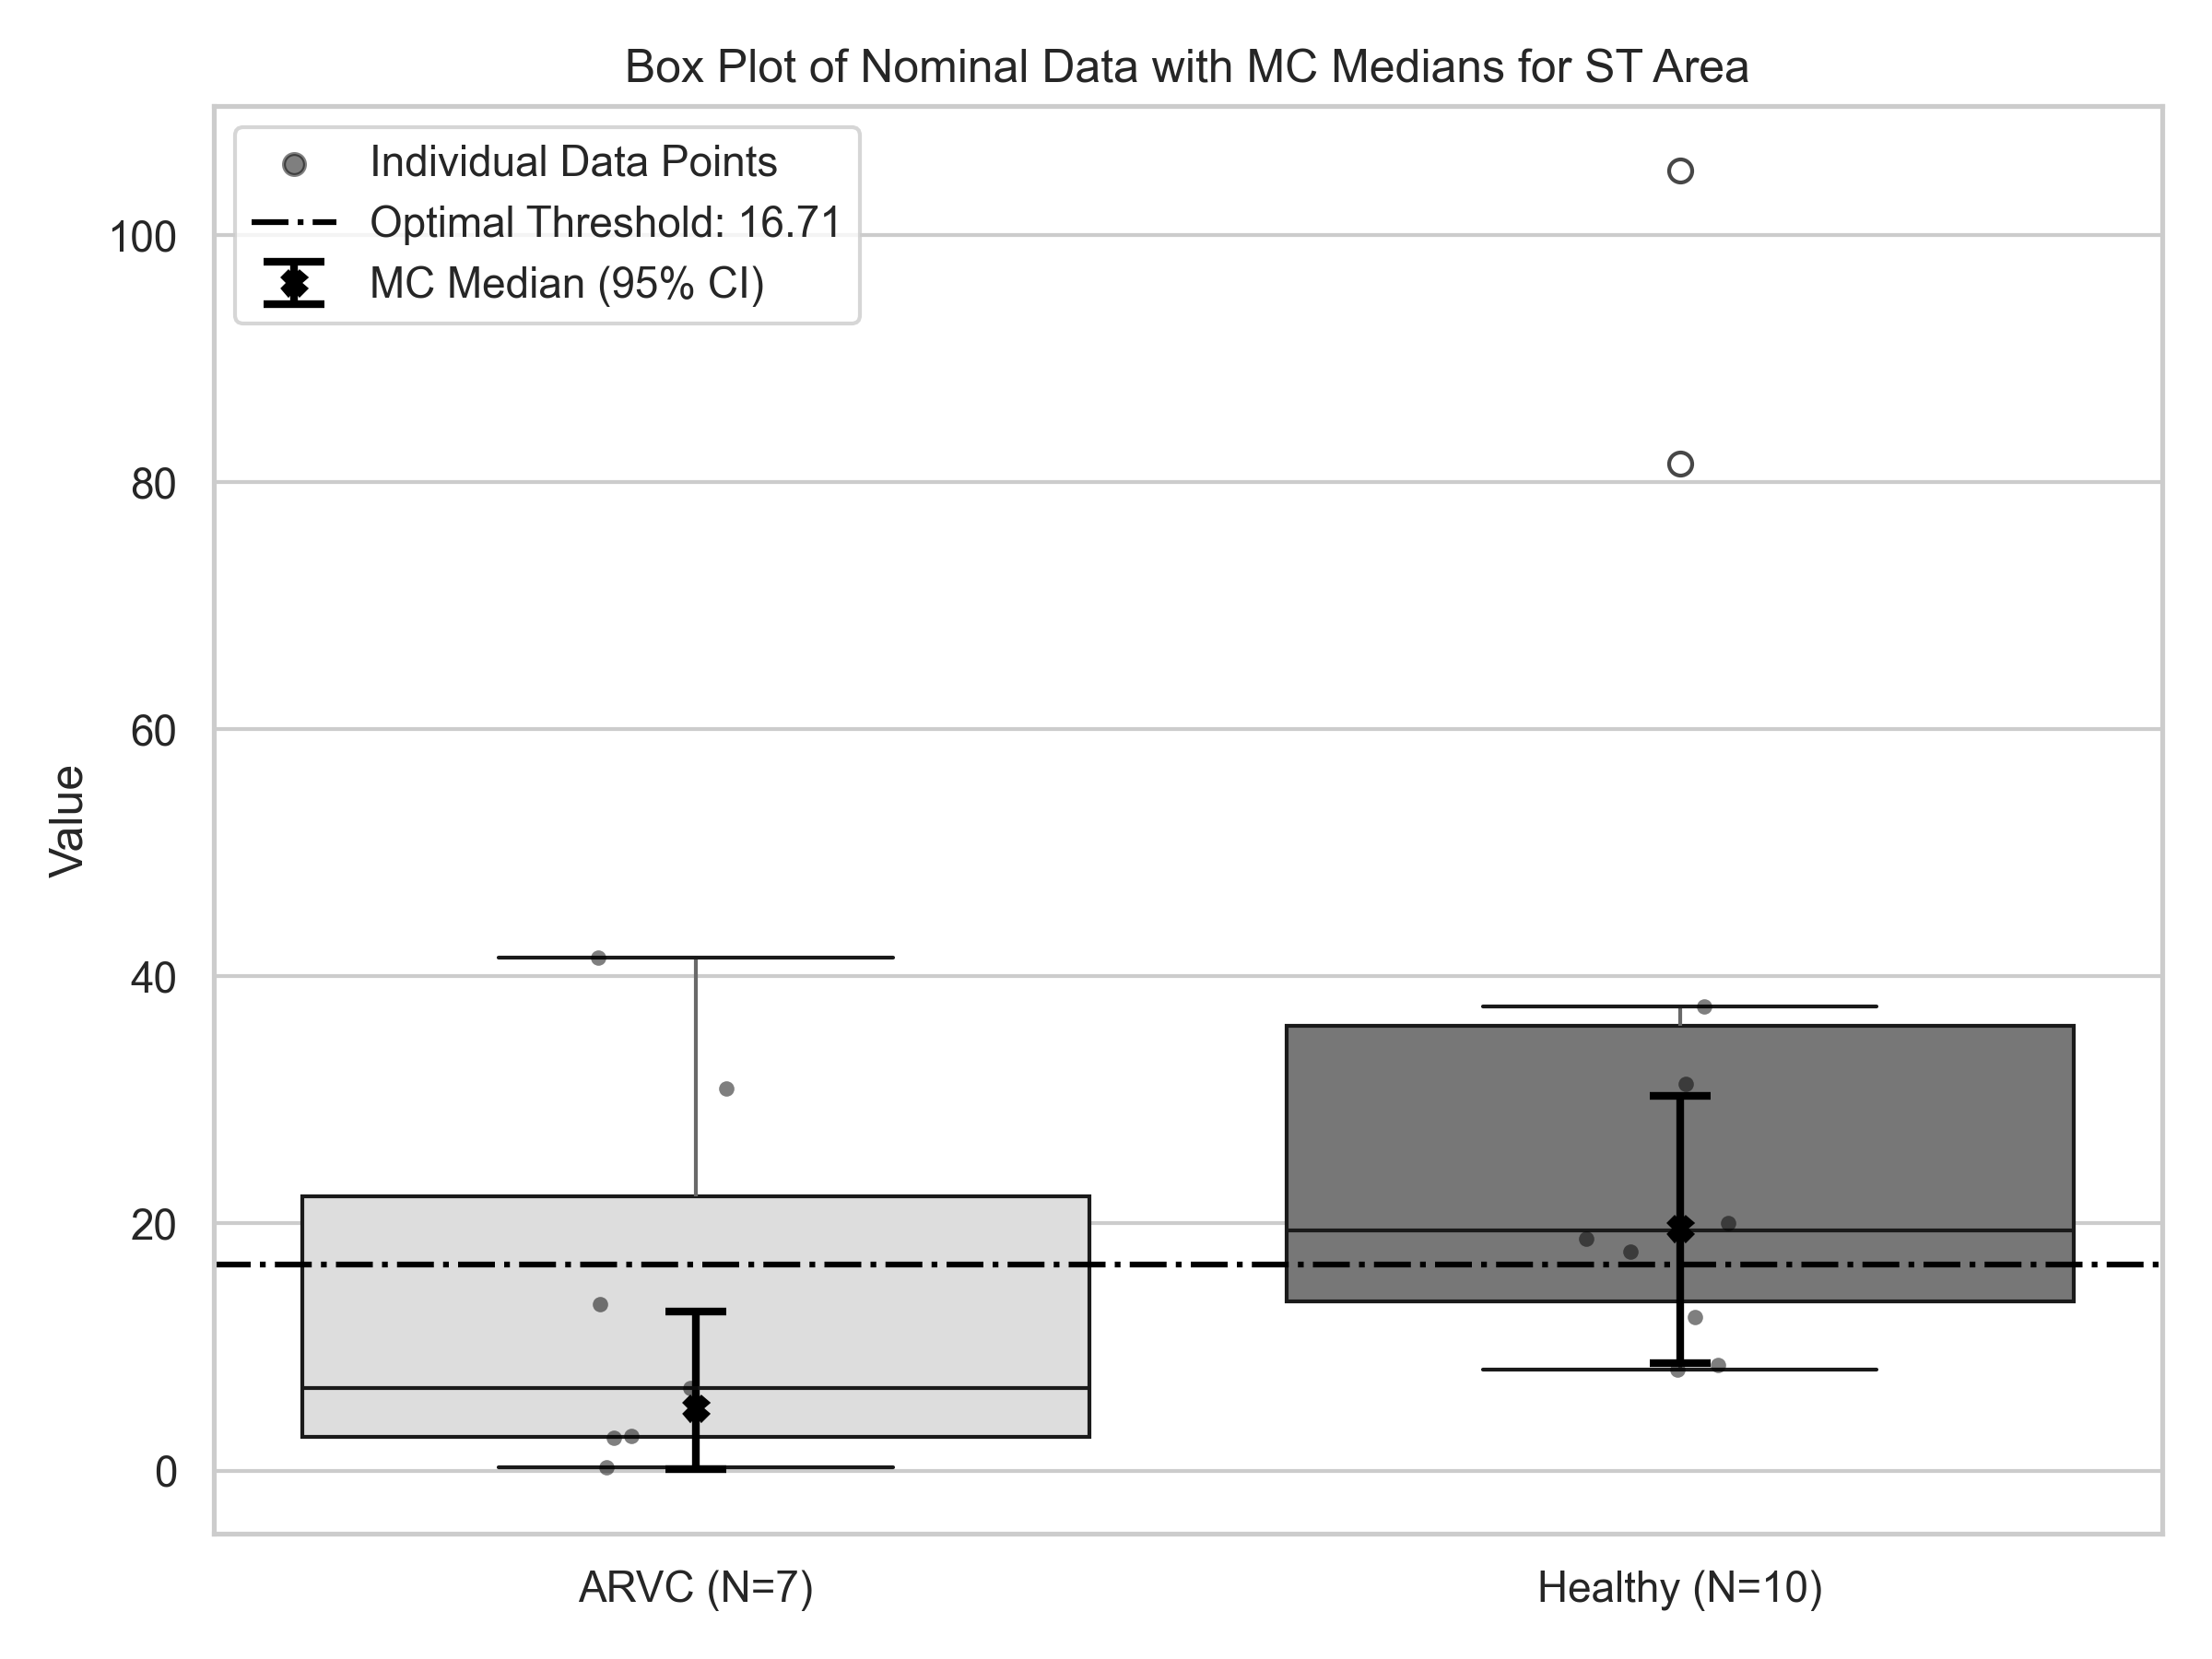 Box Plot of Nominal Data with MC Medians for ST Area
Individual Data Points
Optimal Threshold: 16.71
MC Median (95% CI)
100
80
60
40
20
0
Value
ARVC (N=7)
Healthy (N=10)